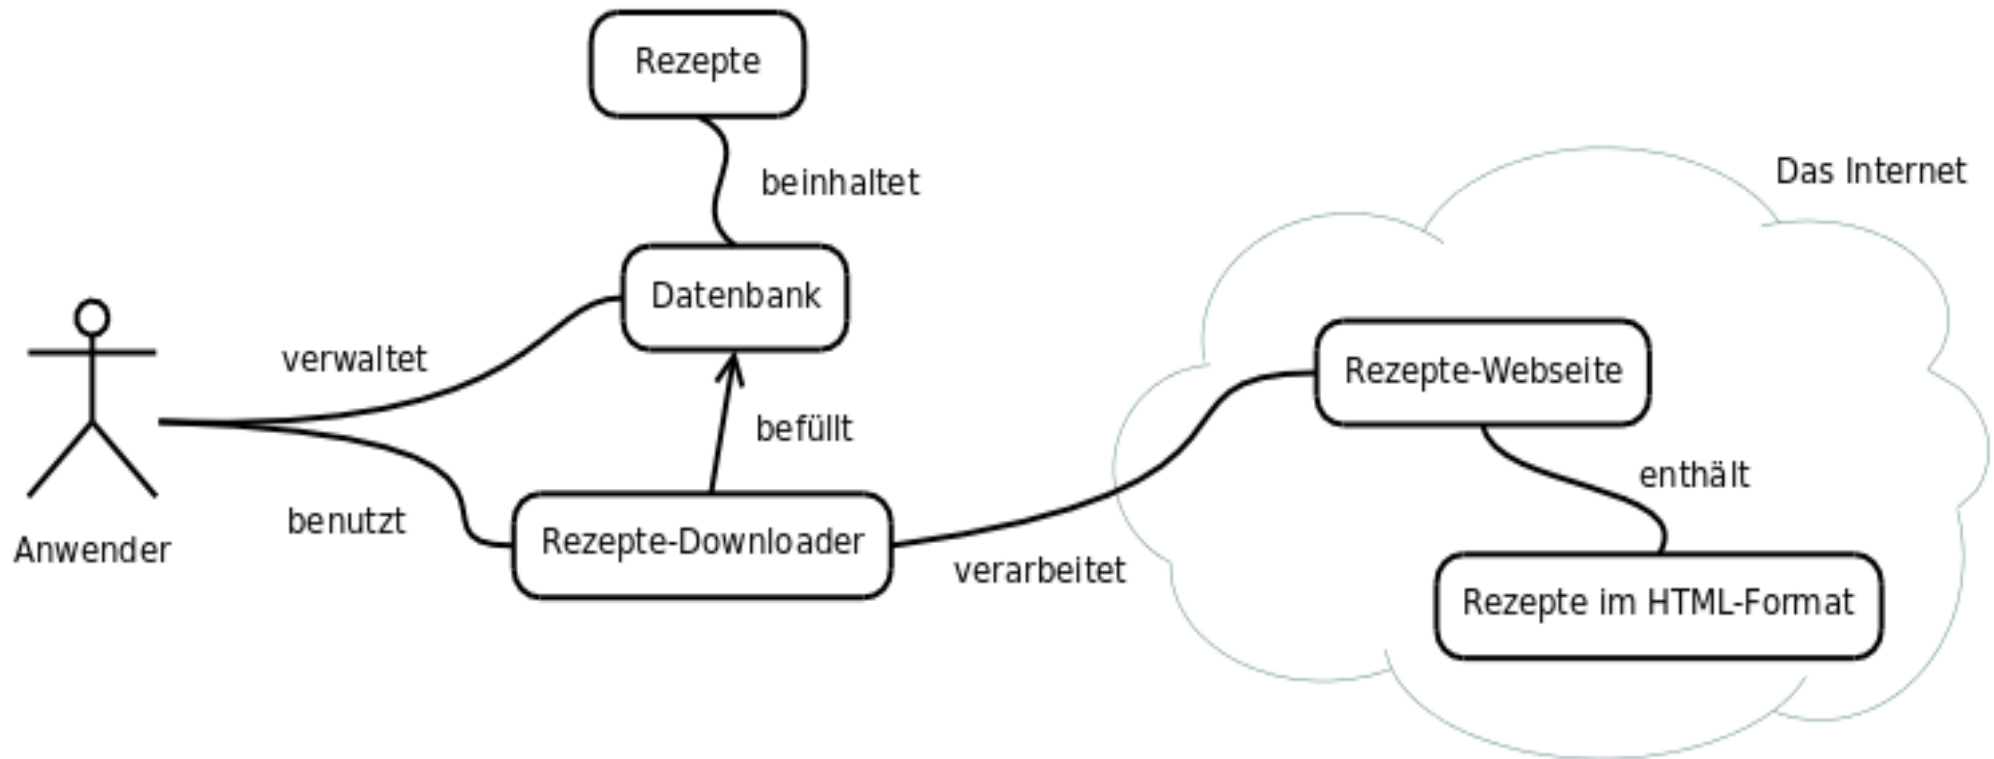 Rezepte
beinhaltet
Das Internet
Datenbank
verwaltet
Rezepte-Webseite
befüllt
enthält
benutzt
Anwender
Rezepte-Downloader
verarbeitet
Rezepte im HTML-Format